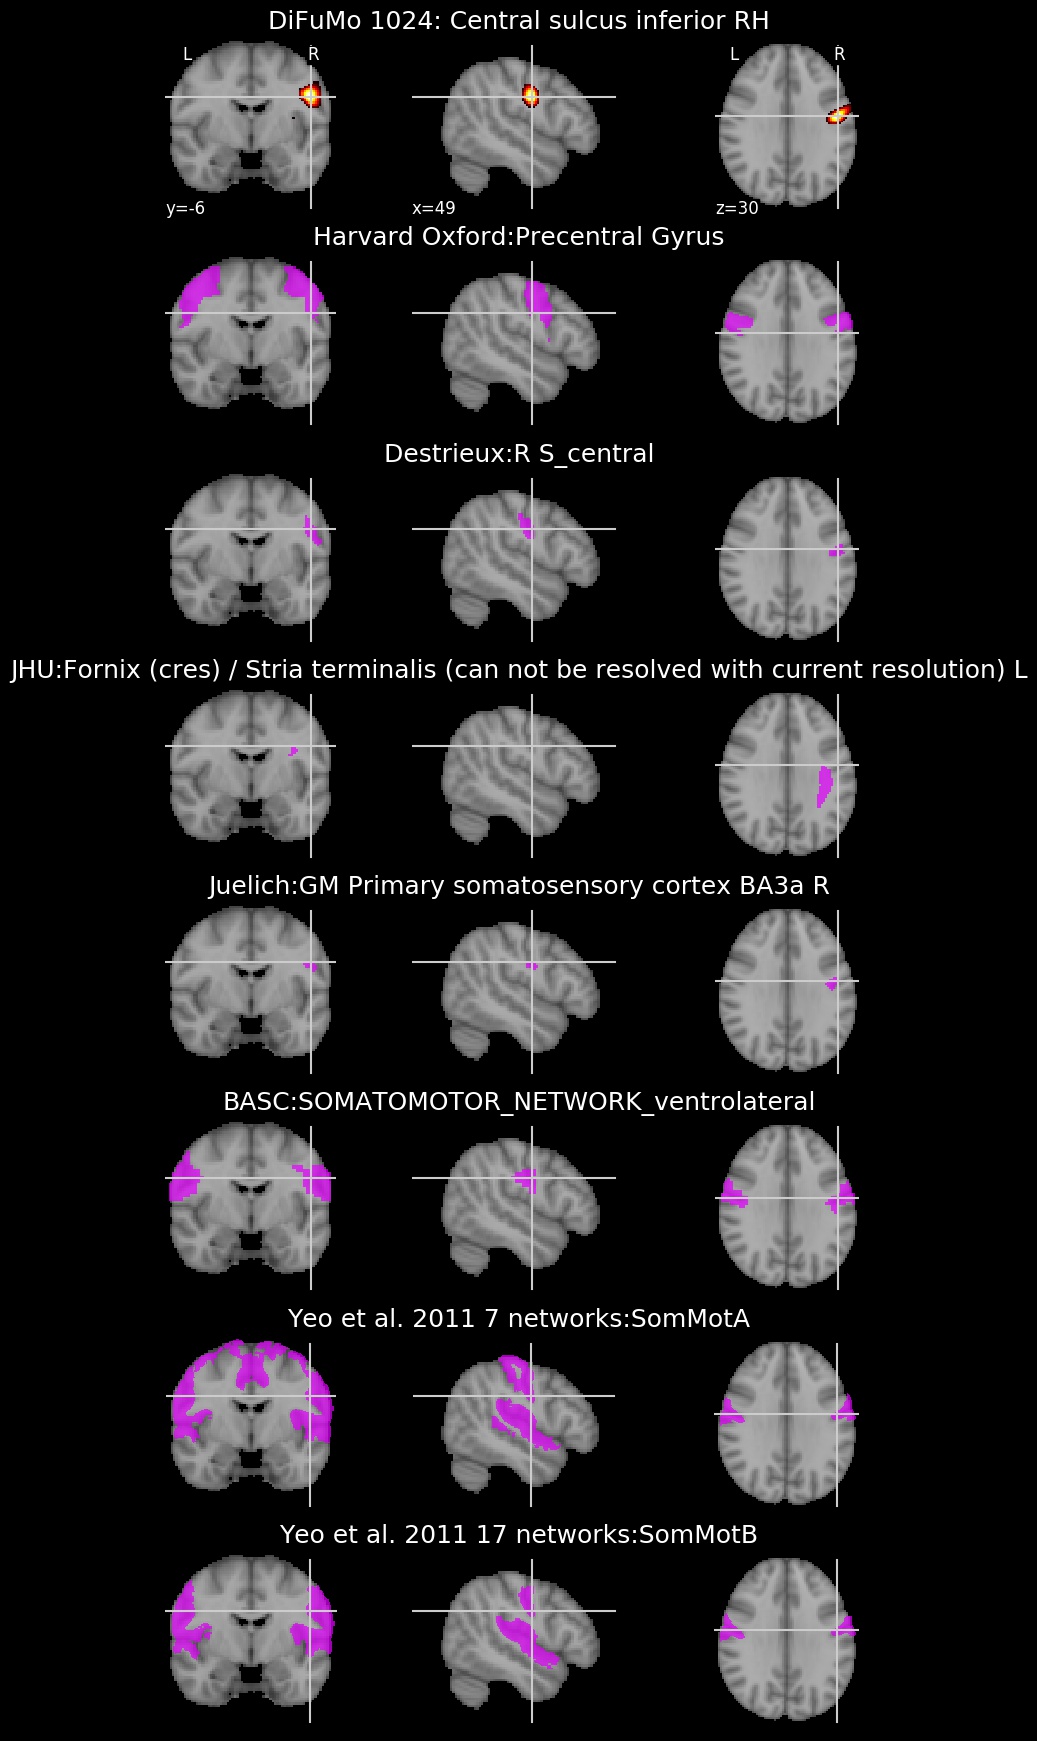 DiFuMo 1024: Central sulcus inferior RH
L R L R
y=-6 x=49 z=30
Harvard Oxford:Precentral Gyrus
Destrieux:R S_central
JHU:Fornix (cres) / Stria terminalis (can not be resolved with current resolution) L
Juelich:GM Primary somatosensory cortex BA3a R
BASC:SOMATOMOTOR_NETWORK_ventrolateral
Yeo et al. 2011 7 networks:SomMotA
Yeo et al. 2011 17 networks:SomMotB